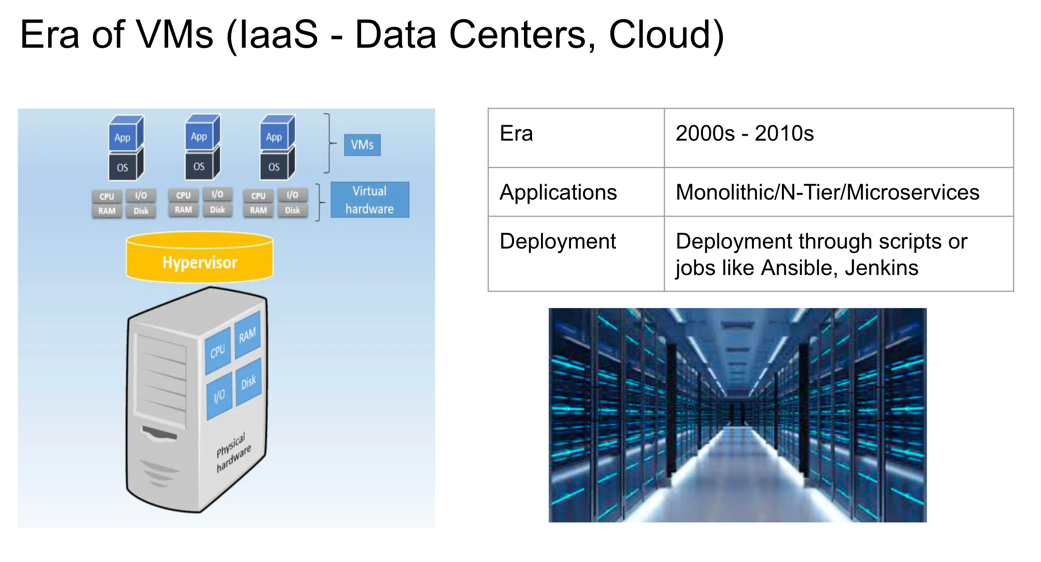 Era of VMs (IaaS - Data Centers, Cloud)
App App App
OS OS OS
VMs
CPU I/O CPU I/O CPU I/O
RAM Disk RAM Disk RAM Disk
Virtual
hardware
Hypervisor
CPU RAM
I/O Disk
Physical
hardware
Era 2000s - 2010s
Applications Monolithic/N-Tier/Microservices
Deployment Deployment through scripts or
jobs like Ansible, Jenkins